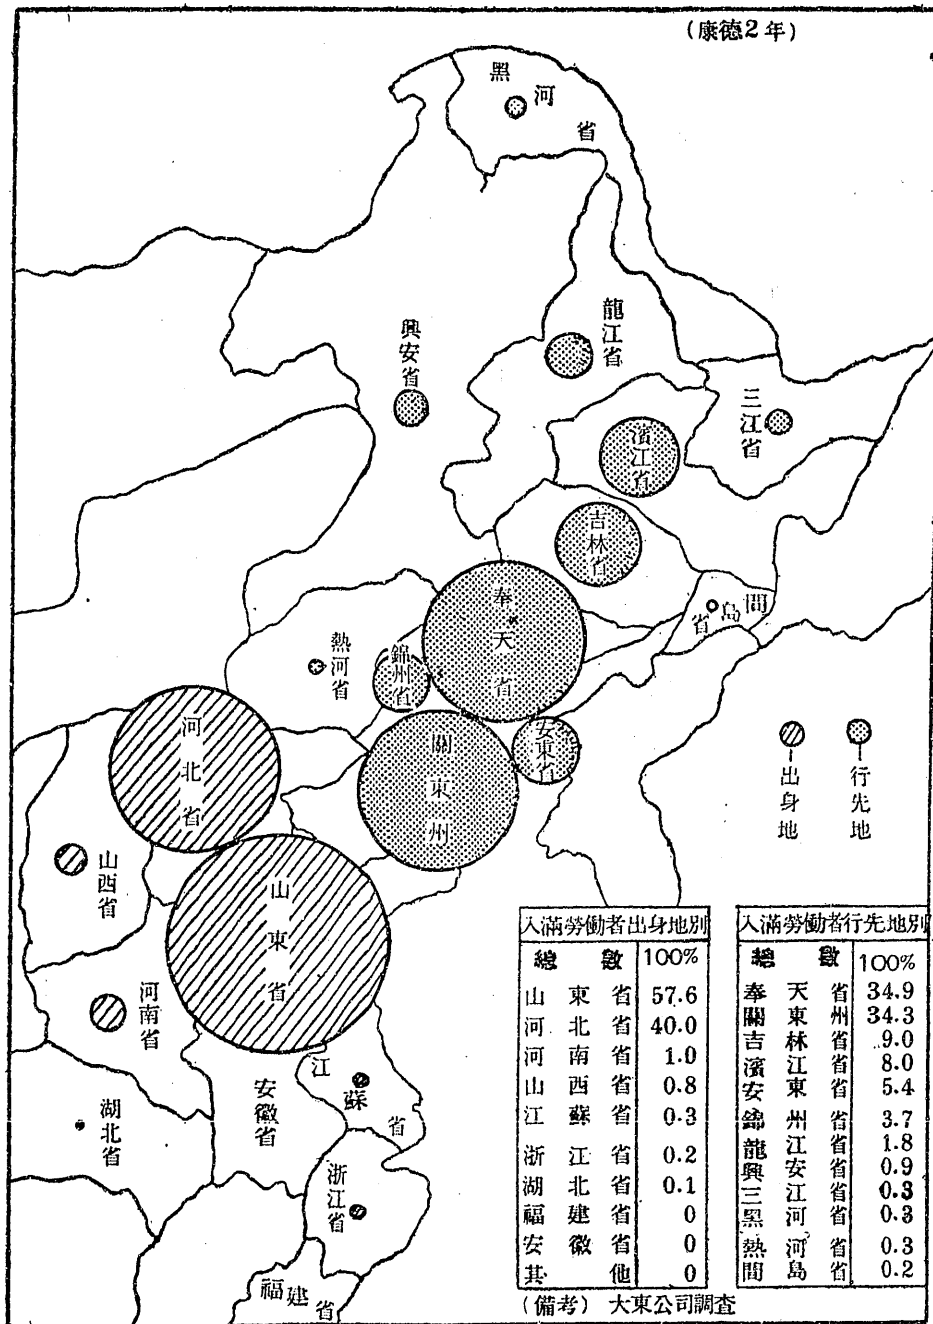 (康德2年)
黑河省
龍江省
興安省
三江省
濱江省
吉林省
間島省
奉天省
熱河省
錦州省
安東省
關東州
河北省
山西省
山東省
河南省
江蘇省
安徽省
湖北省
浙江省
福建省
出身地
行先地
入滿勞働者出身地別
總數 100%
山東省 57.6
河北省 40.0
河南省 1.0
山西省 0.8
江蘇省 0.3
浙江省 0.2
湖北省 0.1
福建省 0
安徽省 0
其他 0
入滿勞働者行先地別
總數 100%
奉天省 34.9
關東州 34.3
吉林省 9.0
濱江省 8.0
安東省 5.4
錦州省 3.7
龍江省 1.8
興安省 0.9
三江省 0.3
黑河省 0.3
熱河省 0.3
間島省 0.2
(備考) 大東公司調査